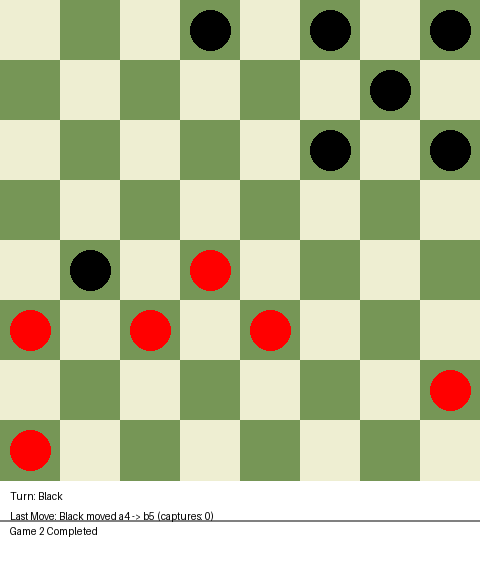 Turn: Black
Last Move: Black moved a4 -> b5 (captures: 0)
Game 2 Completed